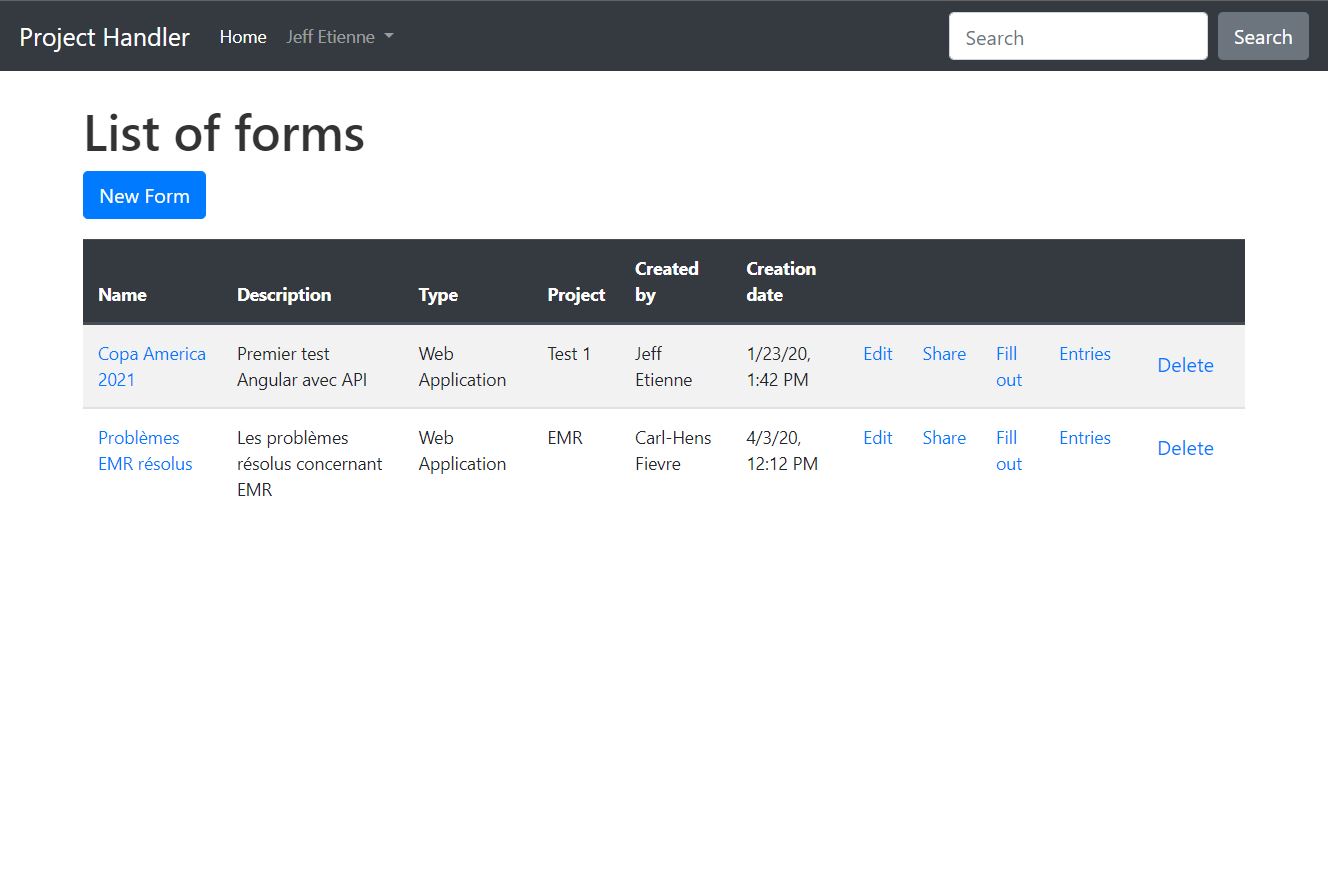 Project Handler Home Jeff Etienne Search Search
List of forms
New Form
Name Description Type Project Created by Creation date
Copa America 2021 Premier test Angular avec API Web Application Test 1 Jeff Etienne 1/23/20, 1:42 PM Edit Share Fill out Entries Delete
Problèmes EMR résolus Les problèmes résolus concernant EMR Web Application EMR Carl-Hens Fievre 4/3/20, 12:12 PM Edit Share Fill out Entries Delete